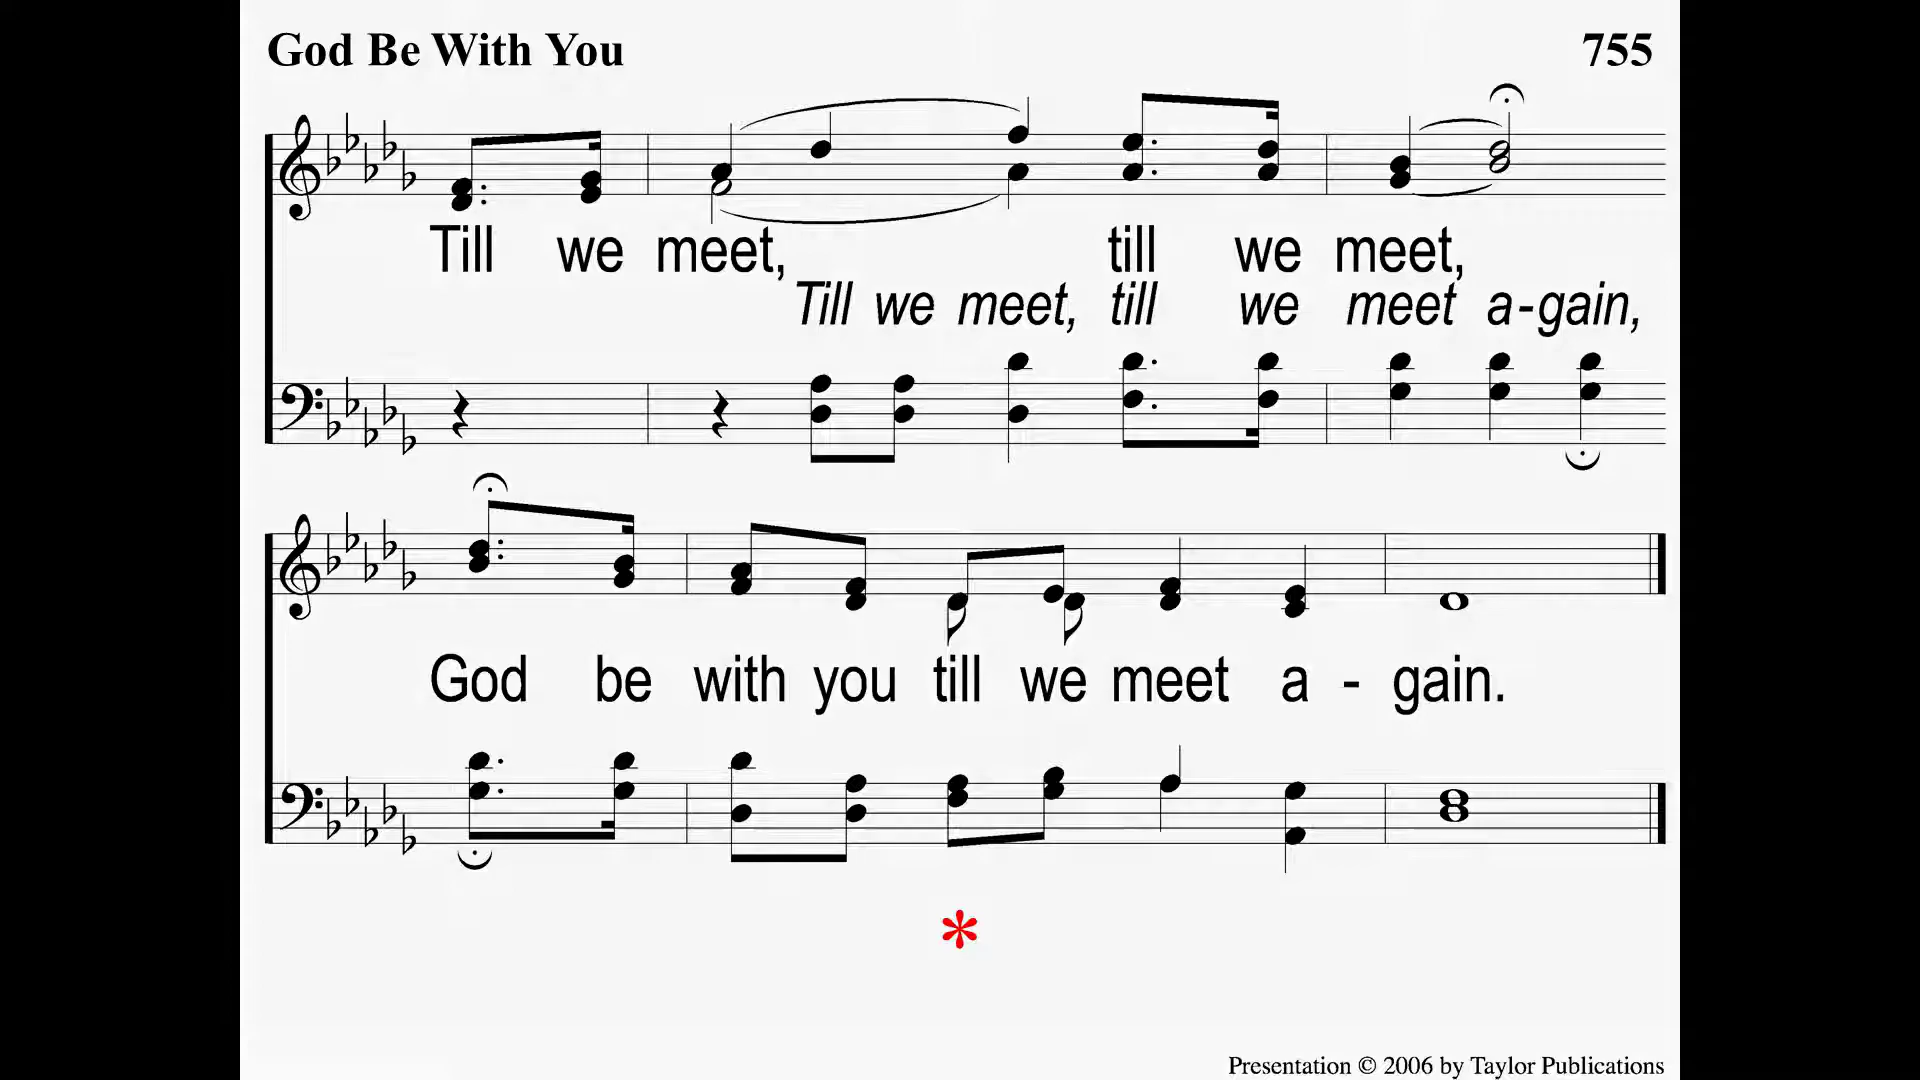 God Be With You 755
Till we meet, till we meet,
Till we meet, till we meet a-gain,
God be with you till we meet a - gain.
*
Presentation © 2006 by Taylor Publications